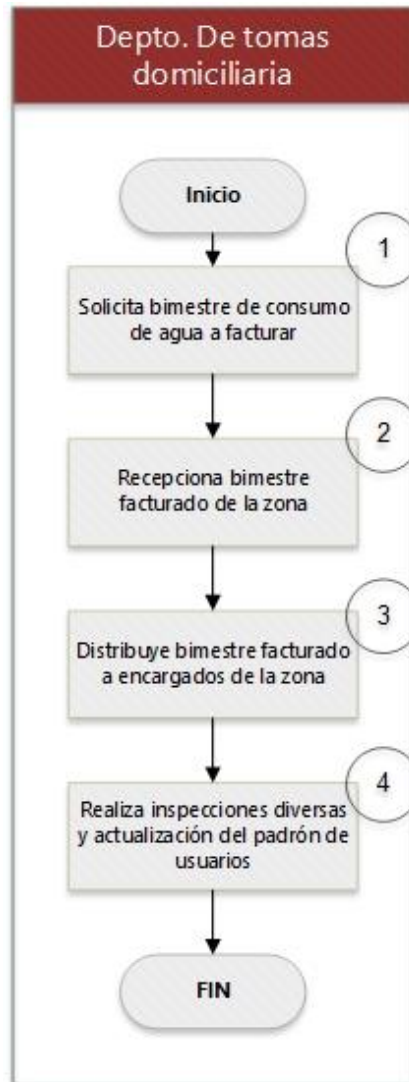 Depto. De tomas
domiciliaria
Inicio
1
Solicita bimestre de consumo
de agua a facturar
2
Recepciona bimestre
facturado de la zona
3
Distribuye bimestre facturado
a encargados de la zona
4
Realiza inspecciones diversas
y actualización del padrón de
usuarios
FIN